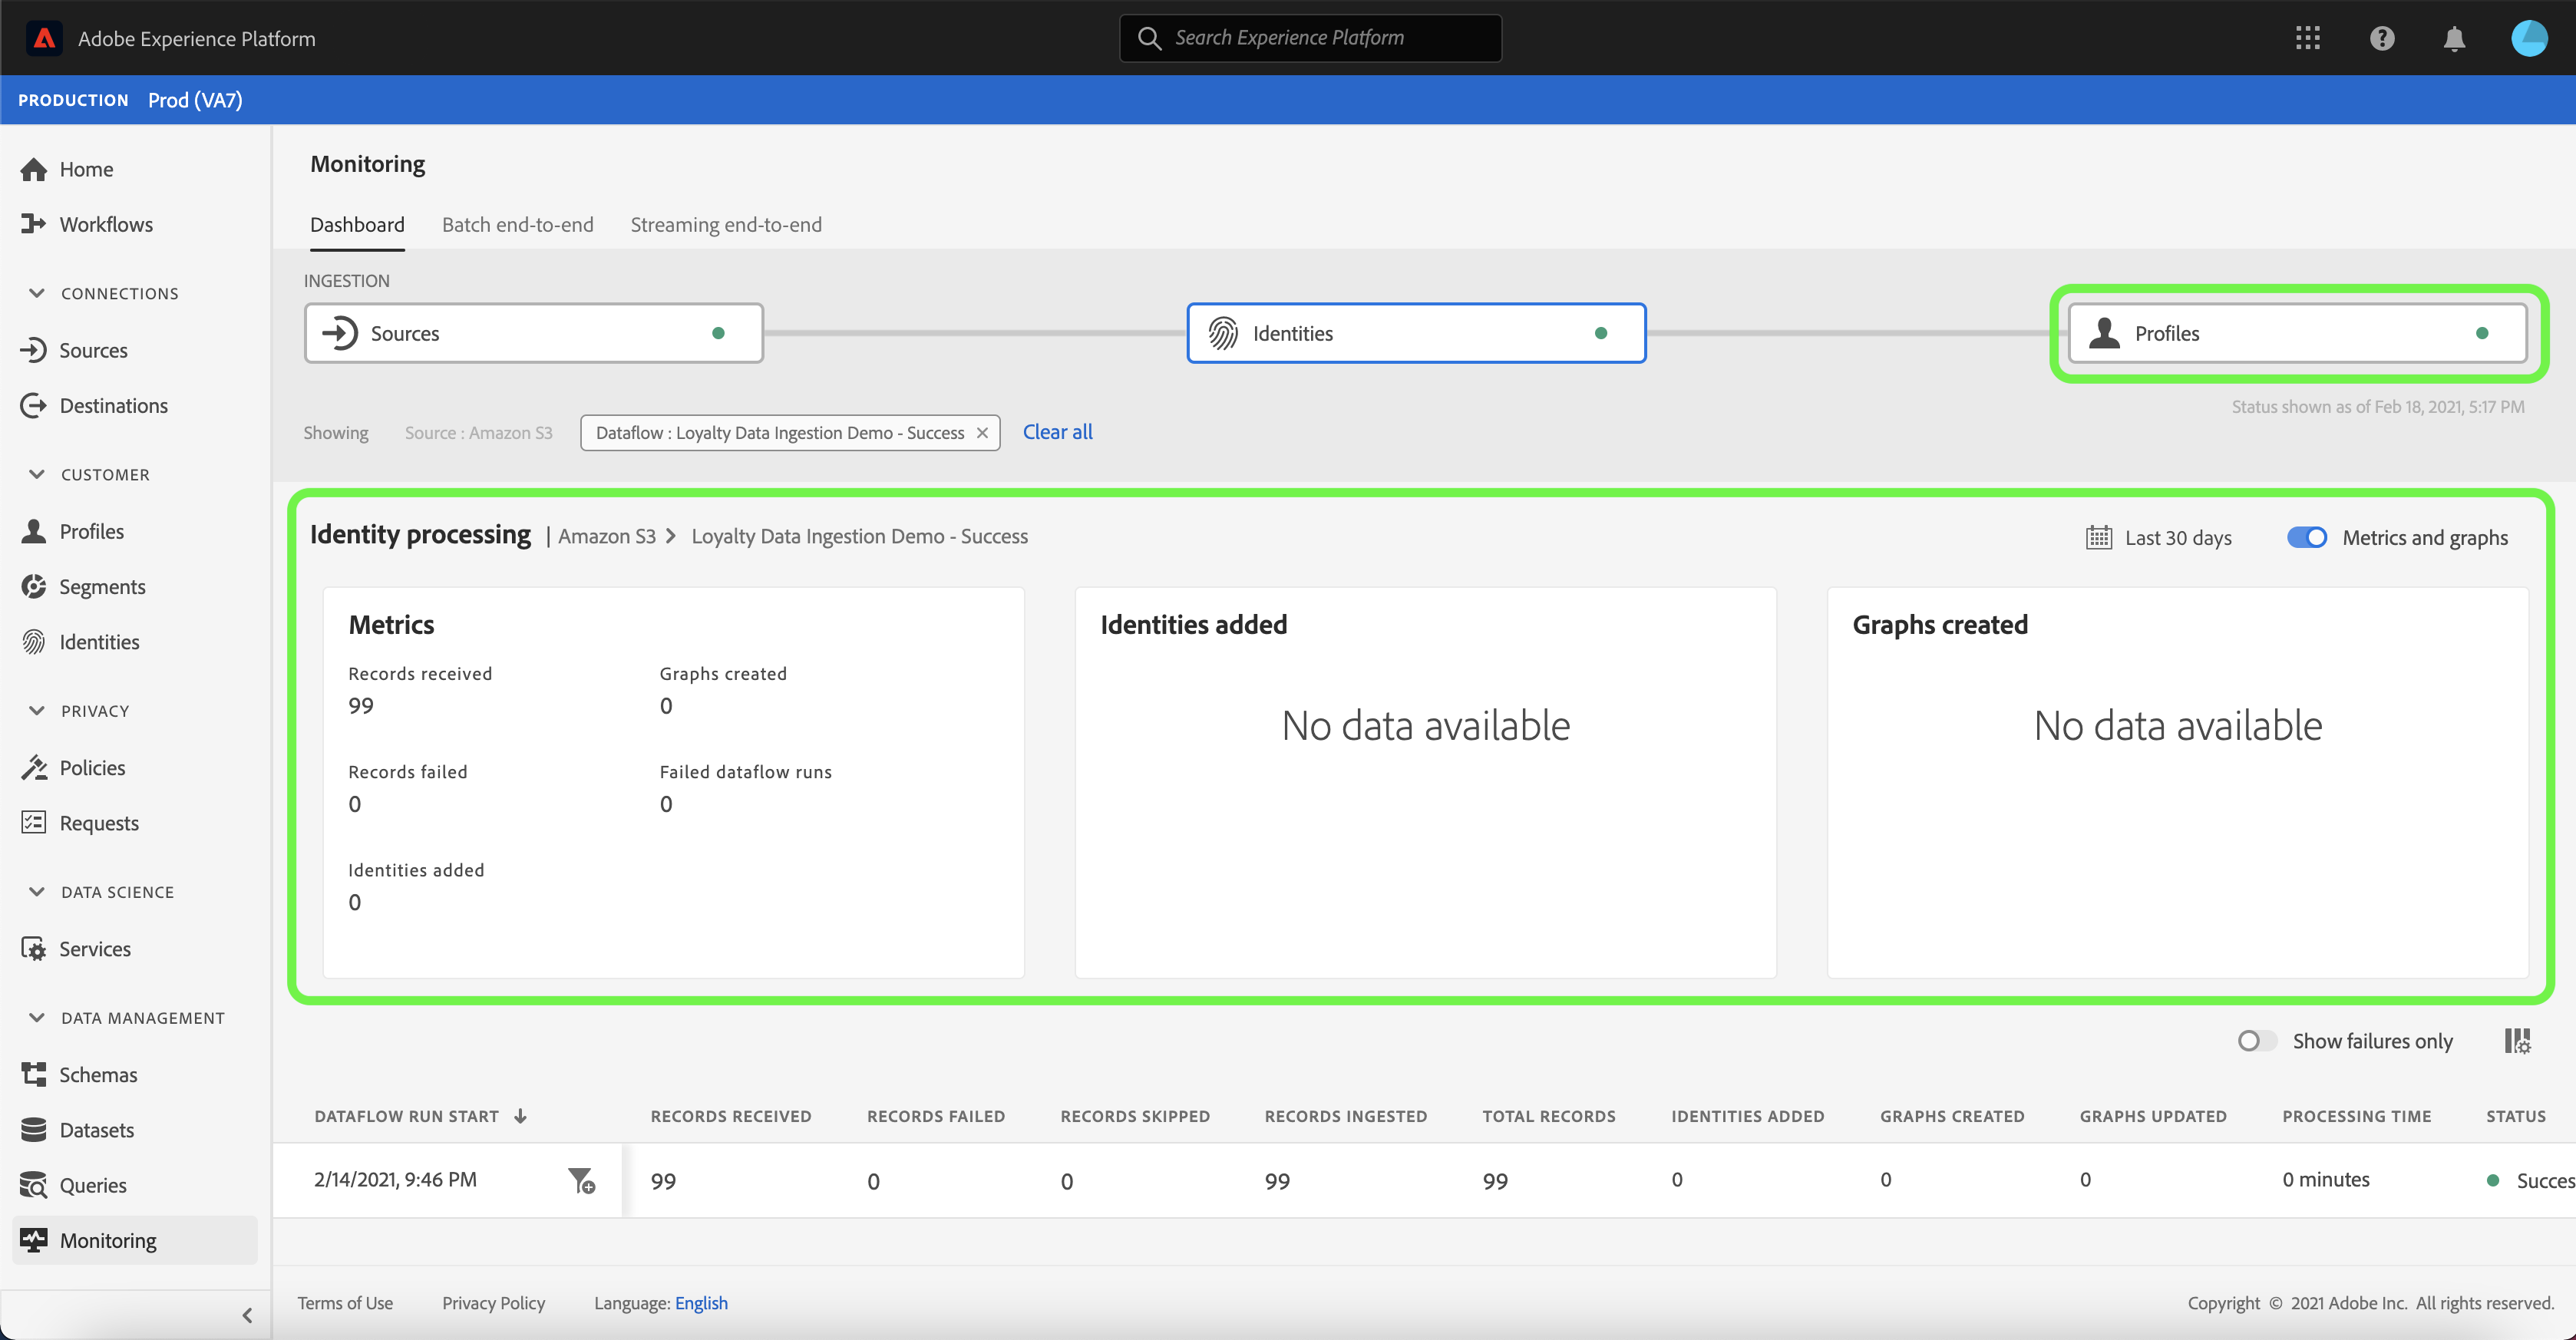 Adobe Experience Platform
Search Experience Platform
PRODUCTION Prod (VA7)
Home
Workflows
CONNECTIONS
Sources
Destinations
CUSTOMER
Profiles
Segments
Identities
PRIVACY
Policies
Requests
DATA SCIENCE
Services
DATA MANAGEMENT
Schemas
Datasets
Queries
Monitoring
Monitoring
Dashboard Batch end-to-end Streaming end-to-end
INGESTION
Sources Identities Profiles
Status shown as of Feb 18, 2021, 5:17 PM
Showing Source : Amazon S3 Dataflow : Loyalty Data Ingestion Demo - Success Clear all
Identity processing | Amazon S3 > Loyalty Data Ingestion Demo - Success Last 30 days Metrics and graphs
Metrics
Records received Graphs created
99 0
Records failed Failed dataflow runs
0 0
Identities added
0
Identities added
No data available
Graphs created
No data available
Show failures only
DATAFLOW RUN START RECORDS RECEIVED RECORDS FAILED RECORDS SKIPPED RECORDS INGESTED TOTAL RECORDS IDENTITIES ADDED GRAPHS CREATED GRAPHS UPDATED PROCESSING TIME STATUS
2/14/2021, 9:46 PM 99 0 0 99 99 0 0 0 0 minutes Succes
Terms of Use Privacy Policy Language: English Copyright © 2021 Adobe Inc. All rights reserved.